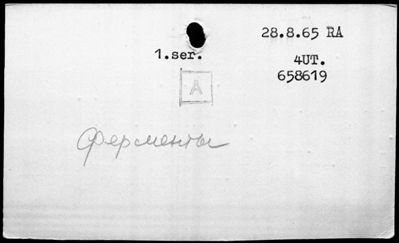 28.8.65 RA
1.ser.
4UT.
658619
A
ферменты